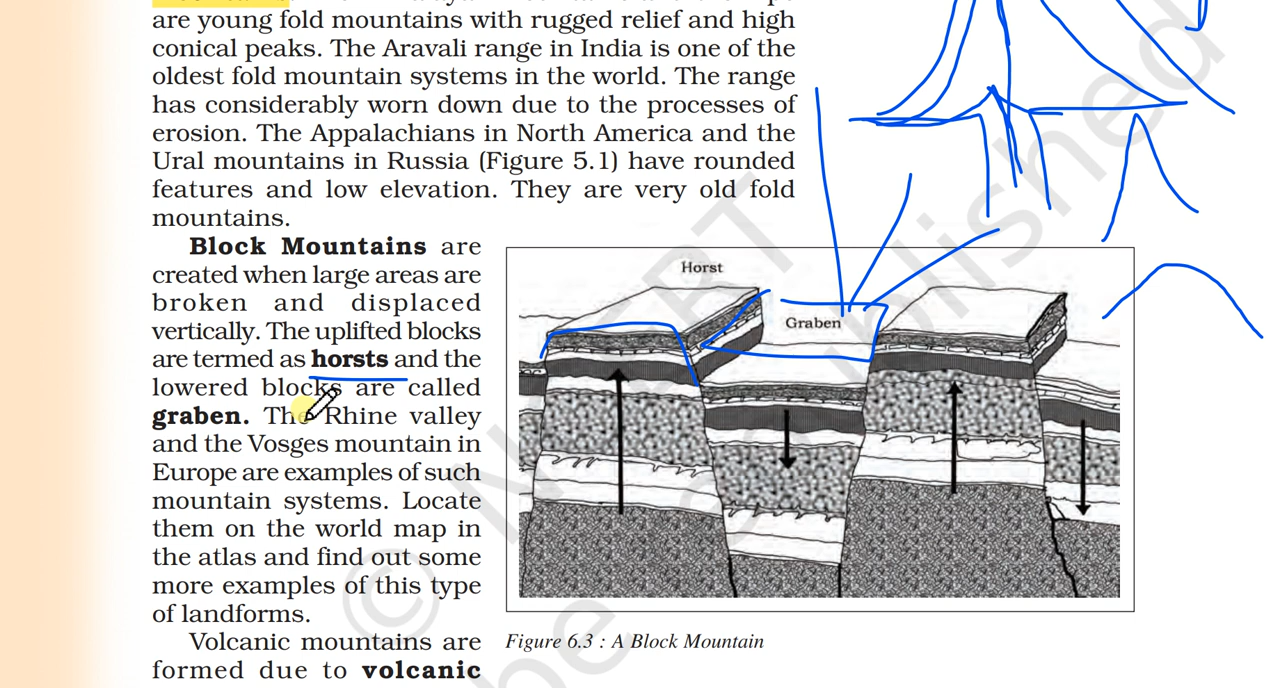 are young fold mountains with rugged relief and high
conical peaks. The Aravali range in India is one of the
oldest fold mountain systems in the world. The range
has considerably worn down due to the processes of
erosion. The Appalachians in North America and the
Ural mountains in Russia (Figure 5.1) have rounded
features and low elevation. They are very old fold
mountains.
Block Mountains are
created when large areas are
broken and displaced
vertically. The uplifted blocks
are termed as horsts and the
lowered blocks are called
graben. The Rhine valley
and the Vosges mountain in
Europe are examples of such
mountain systems. Locate
them on the world map in
the atlas and find out some
more examples of this type
of landforms.
Volcanic mountains are
formed due to volcanic
Horst
Graben
Figure 6.3 : A Block Mountain
© NCERT
be
published